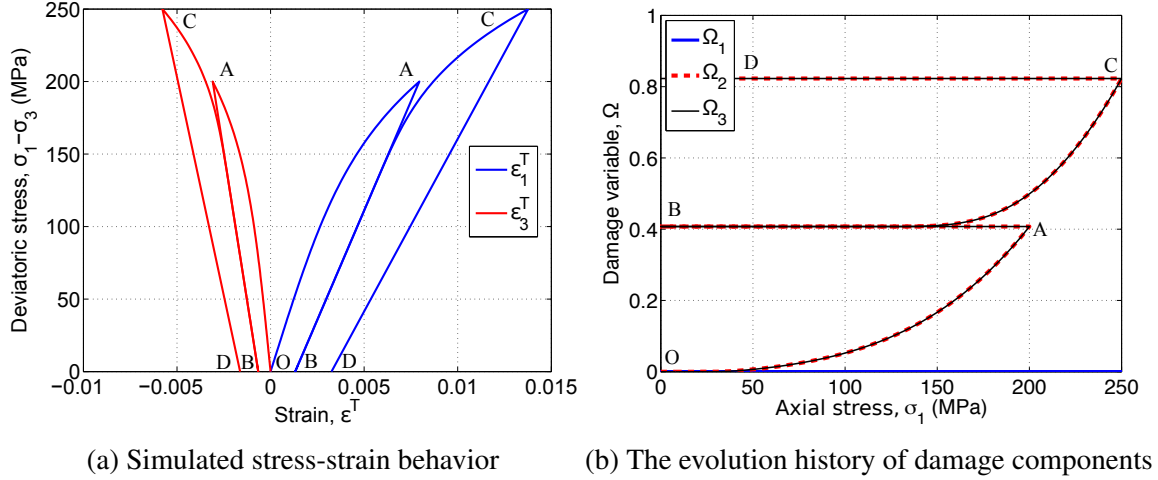 250
200
150
100
50
0
Deviatoric stress, σ₁−σ₃ (MPa)
C
A
A
C
ε₁ᵀ
ε₃ᵀ
D B O B D
−0.01 −0.005 0 0.005 0.01 0.015
Strain, εᵀ
(a) Simulated stress-strain behavior
1
0.8
0.6
0.4
0.2
0
Damage variable, Ω
Ω₁
Ω₂
Ω₃
D
C
B
A
O
0 50 100 150 200 250
Axial stress, σ₁ (MPa)
(b) The evolution history of damage components